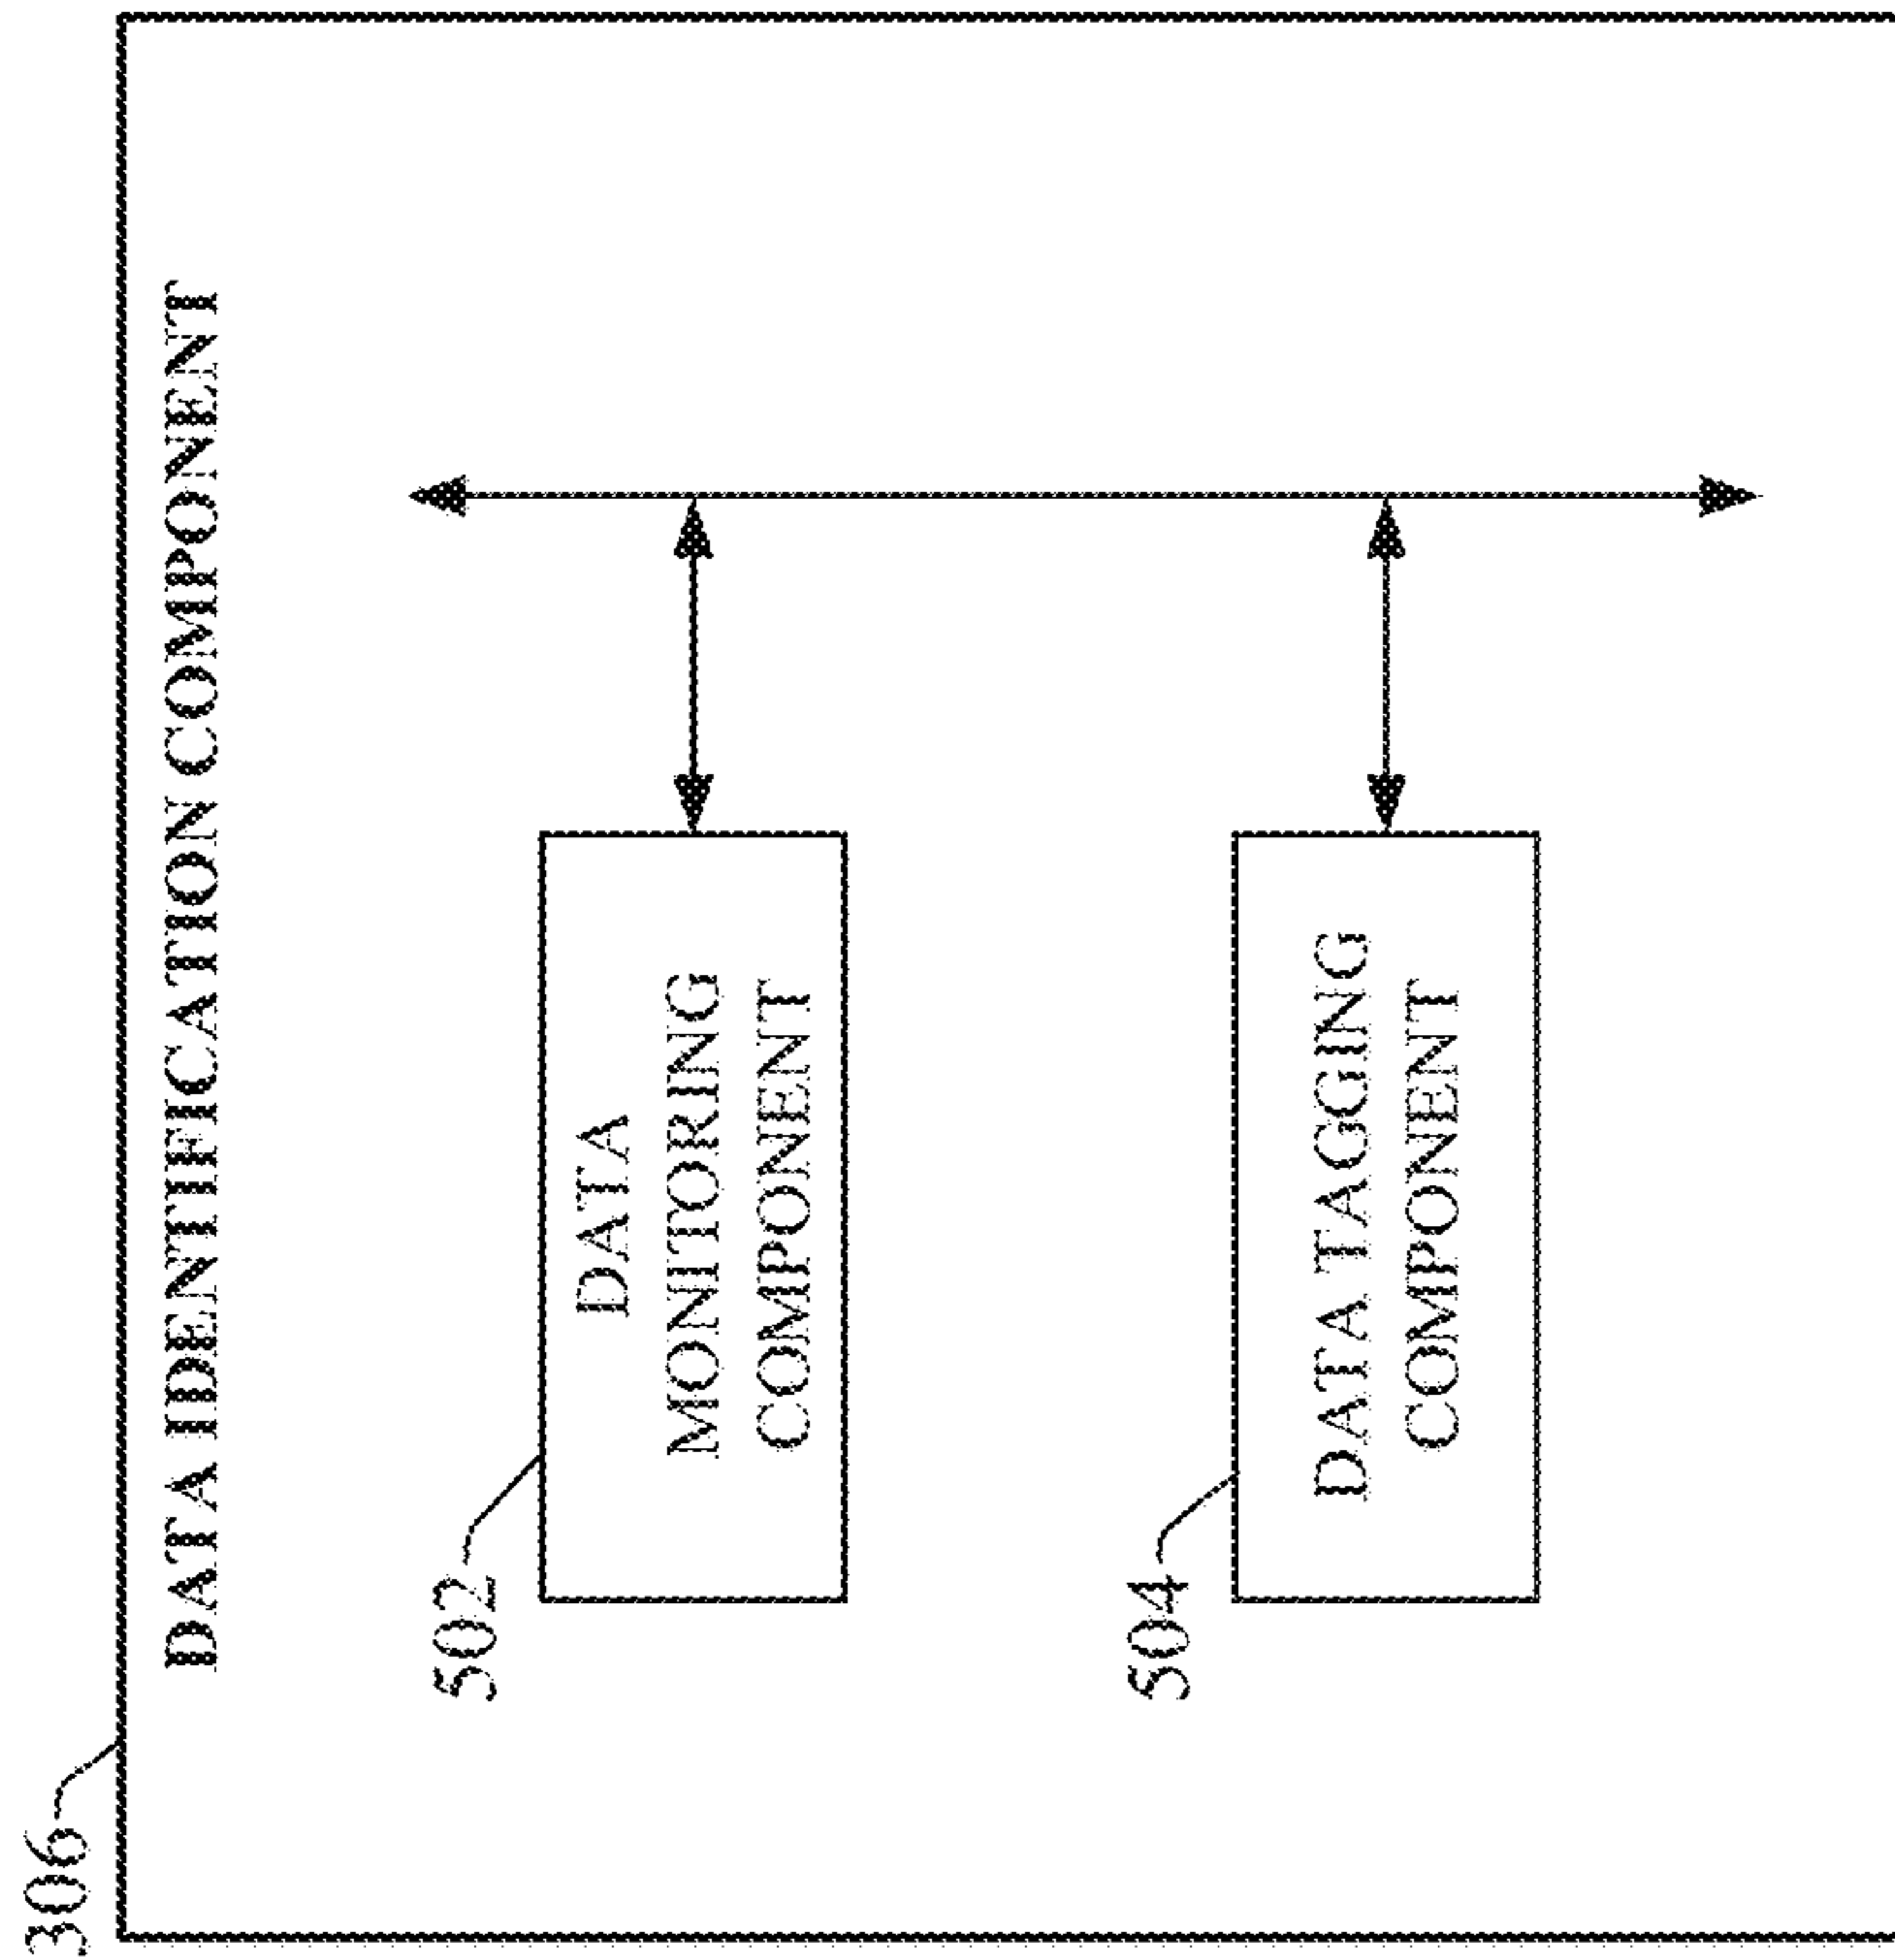 306
DATA IDENTIFICATION COMPONENT
502
DATA
MONITORING
COMPONENT
504
DATA TAGGING
COMPONENT